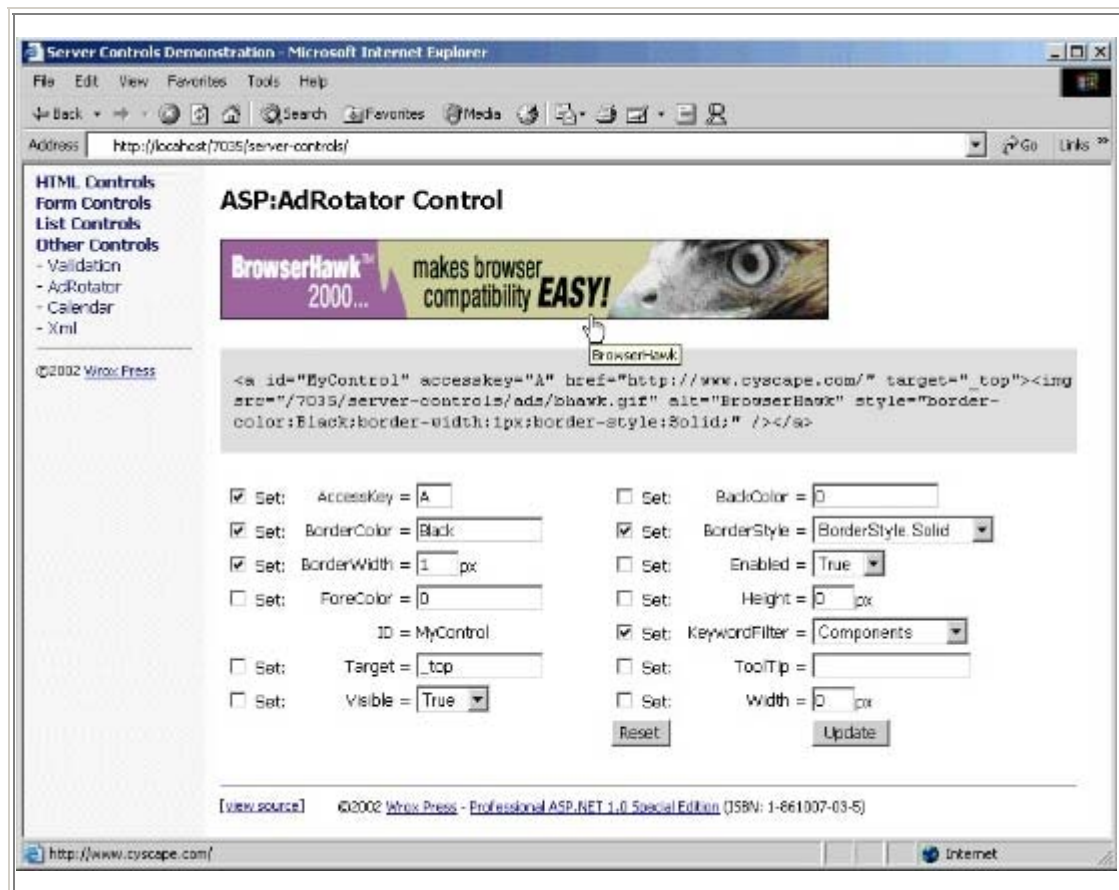 Server Controls Demonstration - Microsoft Internet Explorer
File Edit View Favorites Tools Help
Back Search Favorites Media
Address http://locahost/7035/server-controls/ Go Links »
HTML Controls
Form Controls
List Controls
Other Controls
- Validation
- AdRotator
- Calendar
- Xml
©2002 Wrox Press
ASP:AdRotator Control
BrowserHawk™ 2000...
makes browser compatibility EASY!
BrowserHawk
<a id="MyControl" accesskey="A" href="http://www.cyscape.com/" target="_top"><img
src="/7035/server-controls/ads/bhawk.gif" alt="BrowserHawk" style="border-
color:Black;border-width:1px;border-style:Solid;" /></a>
Set: AccessKey = A Set: BackColor = 0
Set: BorderColor = Black Set: BorderStyle = BorderStyle.Solid
Set: BorderWidth = 1 px Set: Enabled = True
Set: ForeColor = 0 Set: Height = 0 px
ID = MyControl Set: KeywordFilter = Components
Set: Target = _top Set: ToolTip =
Set: Visible = True Set: Width = 0 px
Reset Update
[view source] ©2002 Wrox Press - Professional ASP.NET 1.0 Special Edition (ISBN: 1-861007-03-5)
http://www.cyscape.com/ Internet